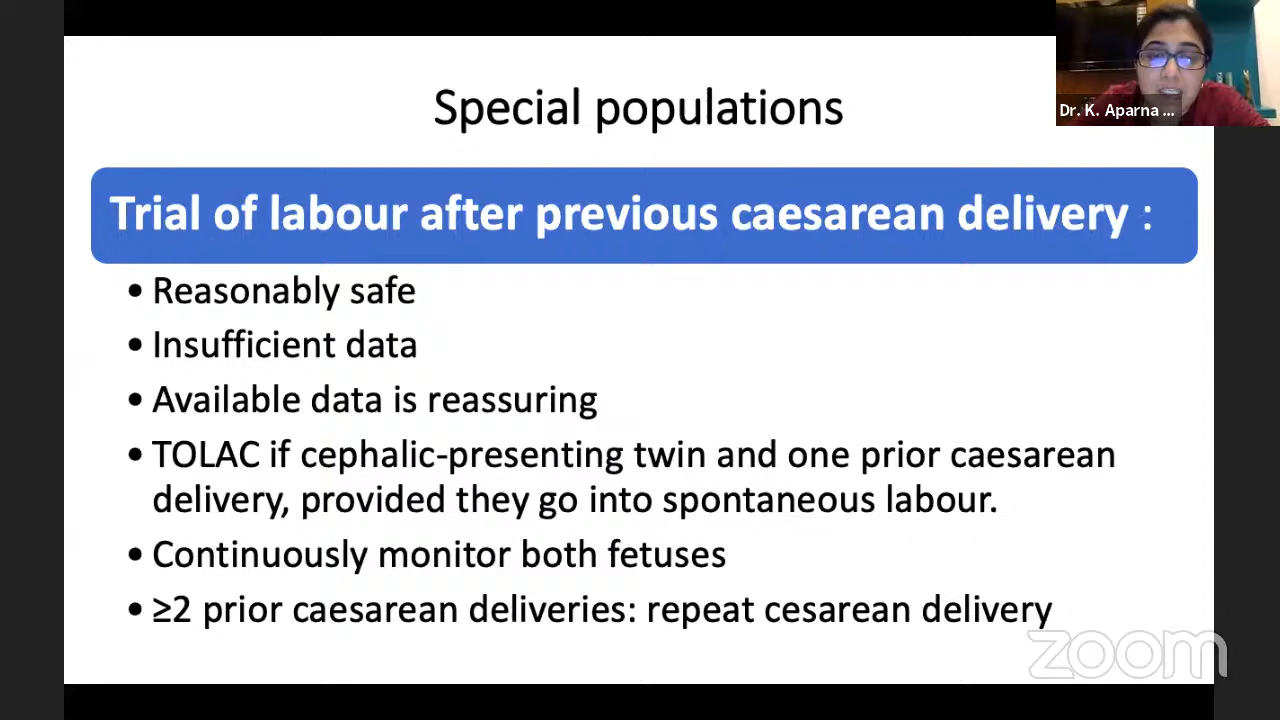 Special populations
Dr. K. Aparna ...
Trial of labour after previous caesarean delivery :
• Reasonably safe
• Insufficient data
• Available data is reassuring
• TOLAC if cephalic-presenting twin and one prior caesarean
delivery, provided they go into spontaneous labour.
• Continuously monitor both fetuses
• ≥2 prior caesarean deliveries: repeat cesarean delivery
zoom